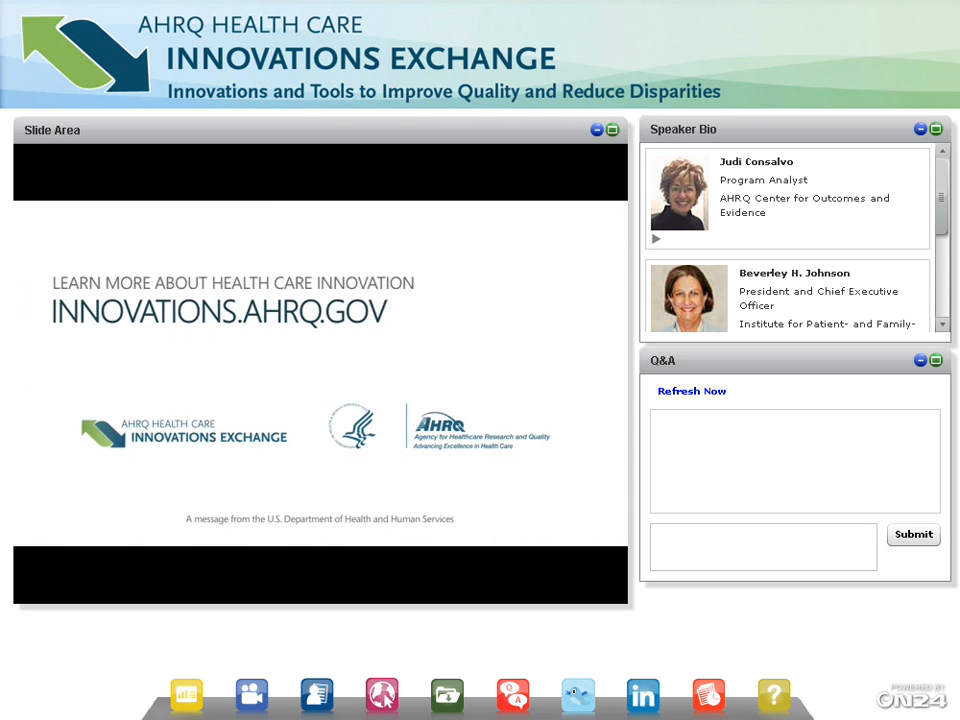 AHRQ HEALTH CARE
INNOVATIONS EXCHANGE
Innovations and Tools to Improve Quality and Reduce Disparities
Slide Area
LEARN MORE ABOUT HEALTH CARE INNOVATION
INNOVATIONS.AHRQ.GOV
AHRQ HEALTH CARE
INNOVATIONS EXCHANGE
AHRQ
Agency for Healthcare Research and Quality
Advancing Excellence in Health Care
A message from the U.S. Department of Health and Human Services
Speaker Bio
Judi Consalvo
Program Analyst
AHRQ Center for Outcomes and
Evidence
Beverley H. Johnson
President and Chief Executive
Officer
Institute for Patient- and Family-
Q&A
Refresh Now
Submit
Q
A
in
?
POWERED BY
ON24